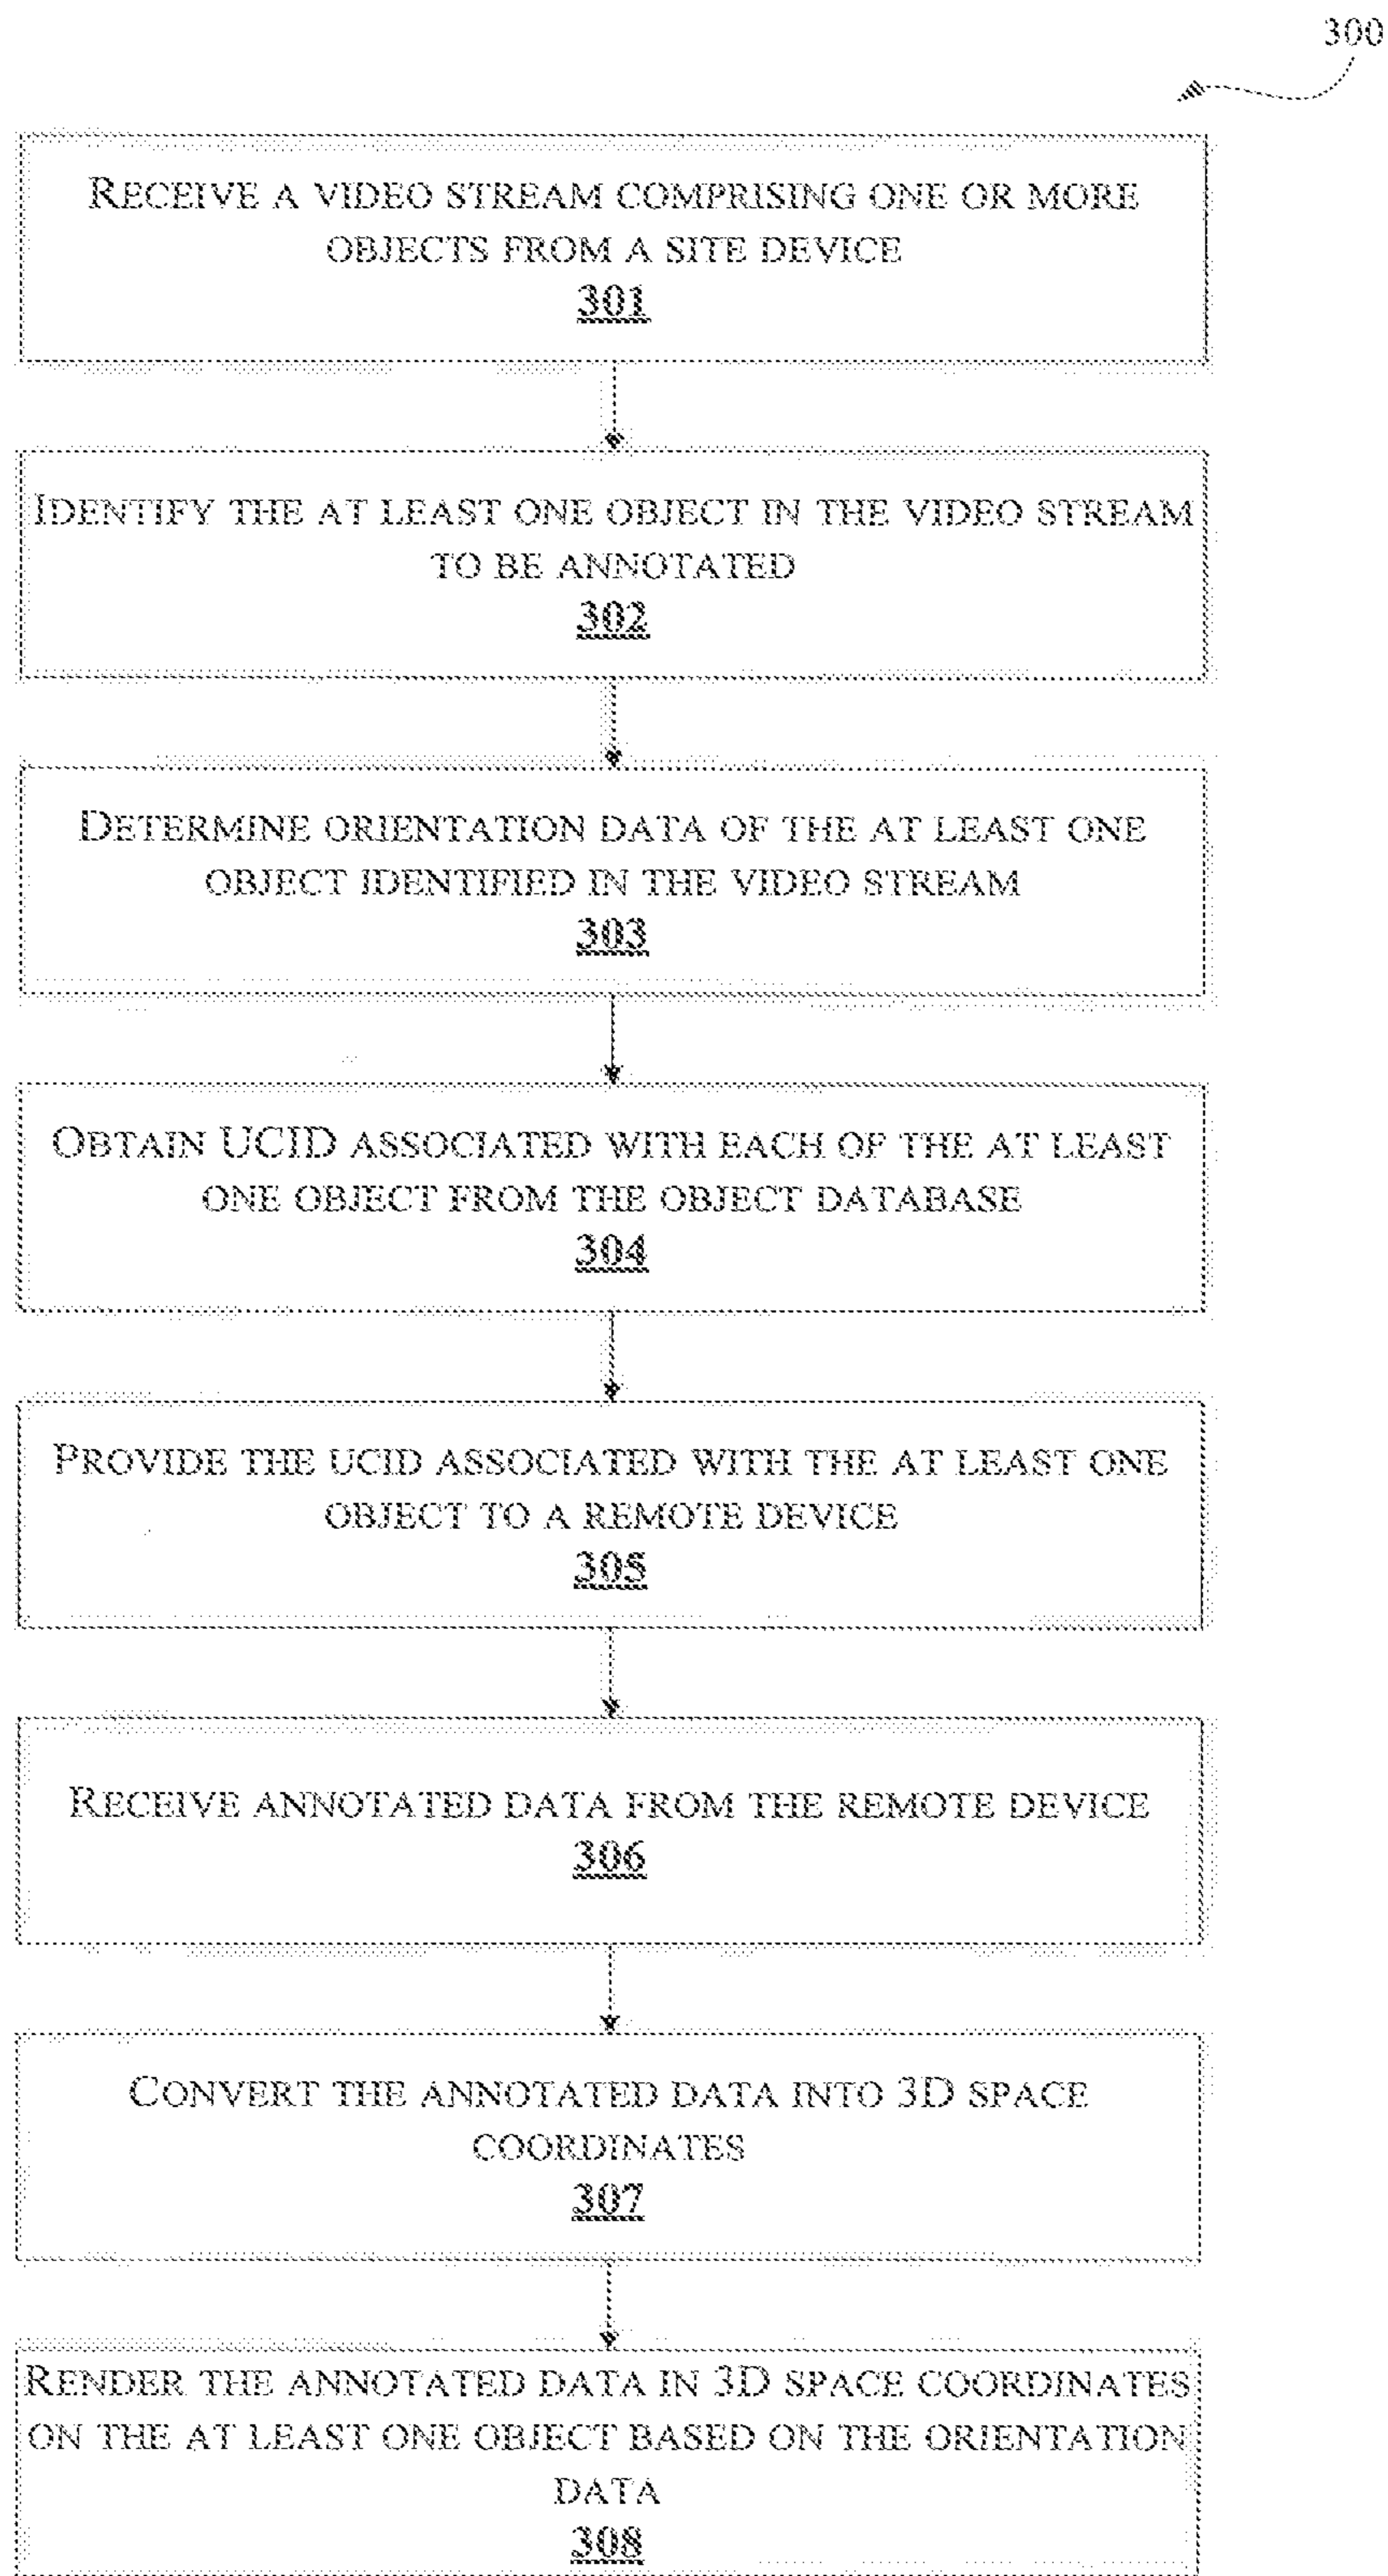 300
RECEIVE A VIDEO STREAM COMPRISING ONE OR MORE
OBJECTS FROM A SITE DEVICE
301
IDENTIFY THE AT LEAST ONE OBJECT IN THE VIDEO STREAM
TO BE ANNOTATED
302
DETERMINE ORIENTATION DATA OF THE AT LEAST ONE
OBJECT IDENTIFIED IN THE VIDEO STREAM
303
OBTAIN UCID ASSOCIATED WITH EACH OF THE AT LEAST
ONE OBJECT FROM THE OBJECT DATABASE
304
PROVIDE THE UCID ASSOCIATED WITH THE AT LEAST ONE
OBJECT TO A REMOTE DEVICE
305
RECEIVE ANNOTATED DATA FROM THE REMOTE DEVICE
306
CONVERT THE ANNOTATED DATA INTO 3D SPACE
COORDINATES
307
RENDER THE ANNOTATED DATA IN 3D SPACE COORDINATES
ON THE AT LEAST ONE OBJECT BASED ON THE ORIENTATION
DATA
308